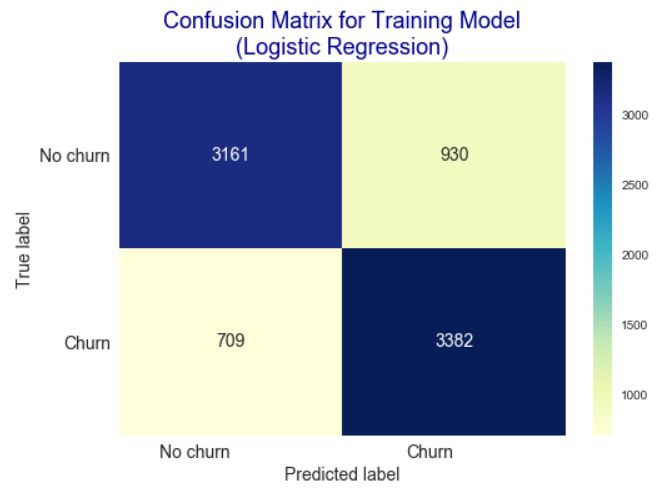 Confusion Matrix for Training Model
(Logistic Regression)
No churn
3161
930
Churn
709
3382
True label
No churn
Churn
Predicted label
3000
2500
2000
1500
1000